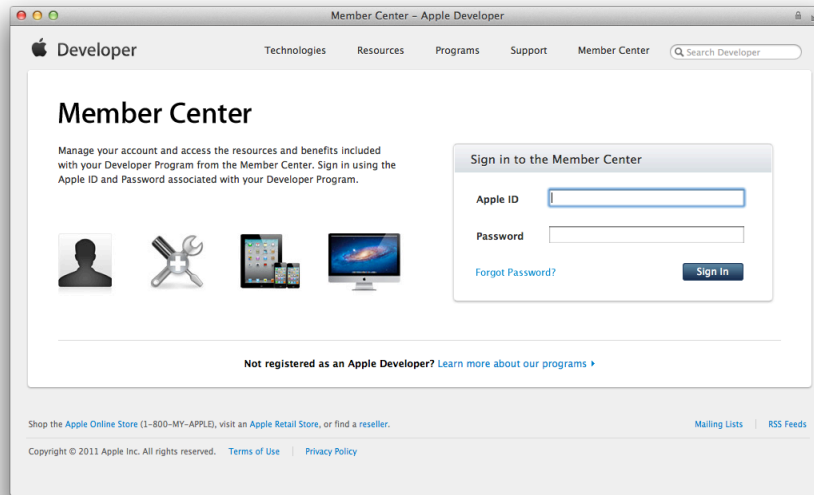 Member Center – Apple Developer
Developer
Technologies
Resources
Programs
Support
Member Center
Search Developer
Member Center
Manage your account and access the resources and benefits included
with your Developer Program from the Member Center. Sign in using the
Apple ID and Password associated with your Developer Program.
Sign in to the Member Center
Apple ID
Password
Forgot Password?
Sign In
Not registered as an Apple Developer? Learn more about our programs
Shop the Apple Online Store (1-800-MY-APPLE), visit an Apple Retail Store, or find a reseller.
Mailing Lists
RSS Feeds
Copyright © 2011 Apple Inc. All rights reserved.
Terms of Use
Privacy Policy